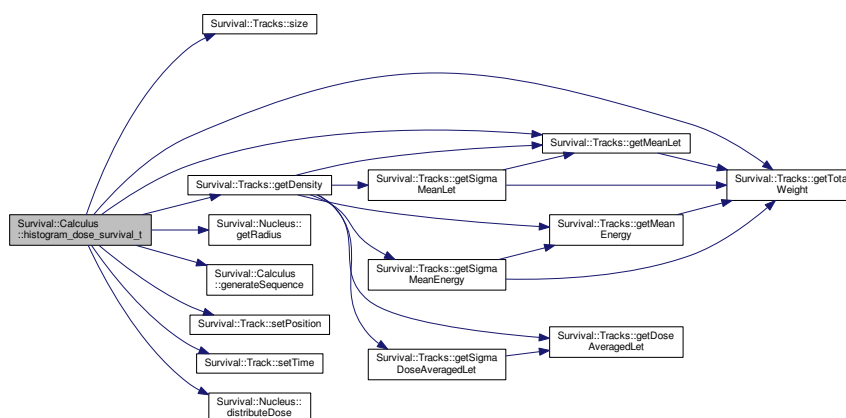 Survival::Tracks::size
Survival::Tracks::getMeanLet
Survival::Tracks::getDensity
Survival::Tracks::getSigma
MeanLet
Survival::Tracks::getTotal
Weight
Survival::Calculus
::histogram_dose_survival_t
Survival::Nucleus::
getRadius
Survival::Tracks::getMean
Energy
Survival::Calculus
::generateSequence
Survival::Tracks::getSigma
MeanEnergy
Survival::Track::setPosition
Survival::Tracks::getDose
AveragedLet
Survival::Track::setTime
Survival::Tracks::getSigma
DoseAveragedLet
Survival::Nucleus::
distributeDose